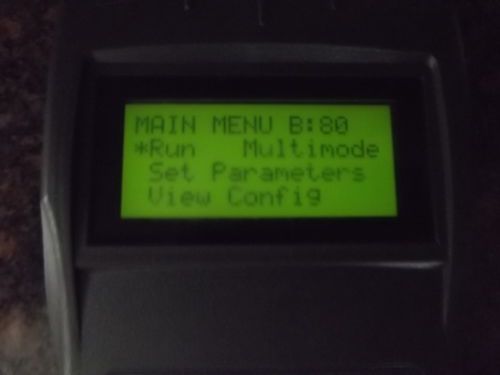 MAIN MENU B:80
*Run Multimode
Set Parameters
View Config